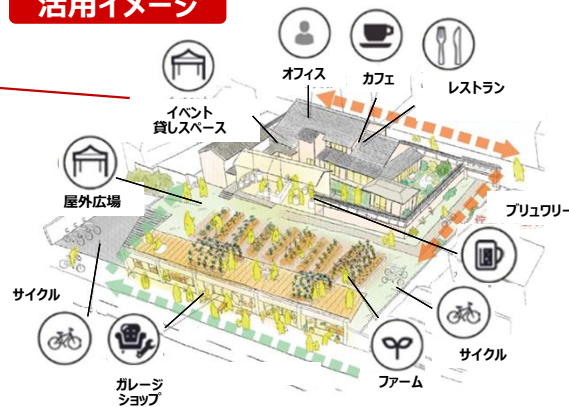 活用イメージ
オフィス
カフェ
レストラン
イベント
貸しスペース
屋外広場
ブリュワリー
サイクル
サイクル
ファーム
ガレージ
ショップ